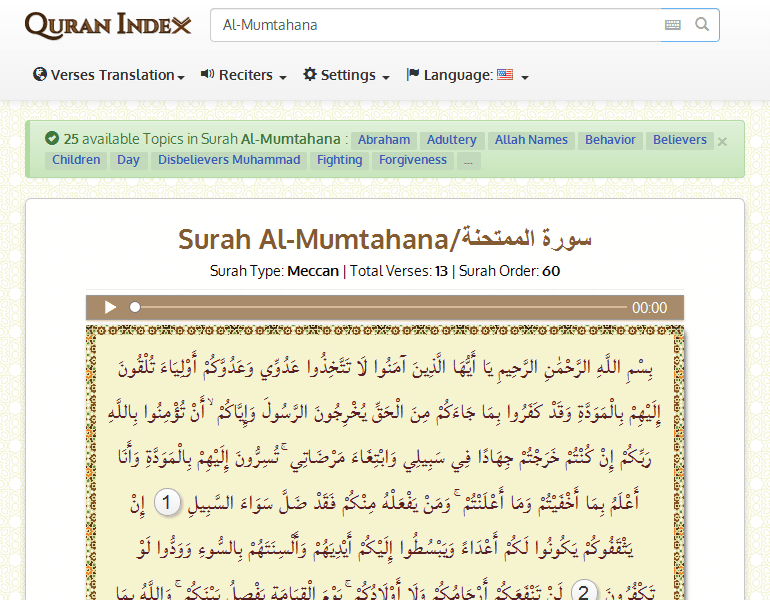 QURAN INDEX
Al-Mumtahana
Verses Translation Reciters Settings Language:
25 available Topics in Surah Al-Mumtahana : Abraham Adultery Allah Names Behavior Believers ×
Children Day Disbelievers Muhammad Fighting Forgiveness ...
Surah Al-Mumtahana/سورة الممتحنة
Surah Type: Meccan | Total Verses: 13 | Surah Order: 60
00:00
بِسْمِ اللَّهِ الرَّحْمَٰنِ الرَّحِيمِ يَا أَيُّهَا الَّذِينَ آمَنُوا لَا تَتَّخِذُوا عَدُوِّي وَعَدُوَّكُمْ أَوْلِيَاءَ تُلْقُونَ
إِلَيْهِمْ بِالْمَوَدَّةِ وَقَدْ كَفَرُوا بِمَا جَاءَكُمْ مِنَ الْحَقِّ يُخْرِجُونَ الرَّسُولَ وَإِيَّاكُمْ ۙ أَنْ تُؤْمِنُوا بِاللَّهِ
رَبِّكُمْ إِنْ كُنْتُمْ خَرَجْتُمْ جِهَادًا فِي سَبِيلِي وَابْتِغَاءَ مَرْضَاتِي ۚ تُسِرُّونَ إِلَيْهِمْ بِالْمَوَدَّةِ وَأَنَا
أَعْلَمُ بِمَا أَخْفَيْتُمْ وَمَا أَعْلَنْتُمْ ۚ وَمَنْ يَفْعَلْهُ مِنْكُمْ فَقَدْ ضَلَّ سَوَاءَ السَّبِيلِ 1 إِنْ
يَثْقَفُوكُمْ يَكُونُوا لَكُمْ أَعْدَاءً وَيَبْسُطُوا إِلَيْكُمْ أَيْدِيَهُمْ وَأَلْسِنَتَهُمْ بِالسُّوءِ وَوَدُّوا لَوْ
تَكْفُرُونَ 2 لَنْ تَنْفَعَكُمْ أَرْحَامُكُمْ وَلَا أَوْلَادُكُمْ ۚ يَوْمَ الْقِيَامَةِ يَفْصِلُ بَيْنَكُمْ ۚ وَاللَّهُ بِمَا